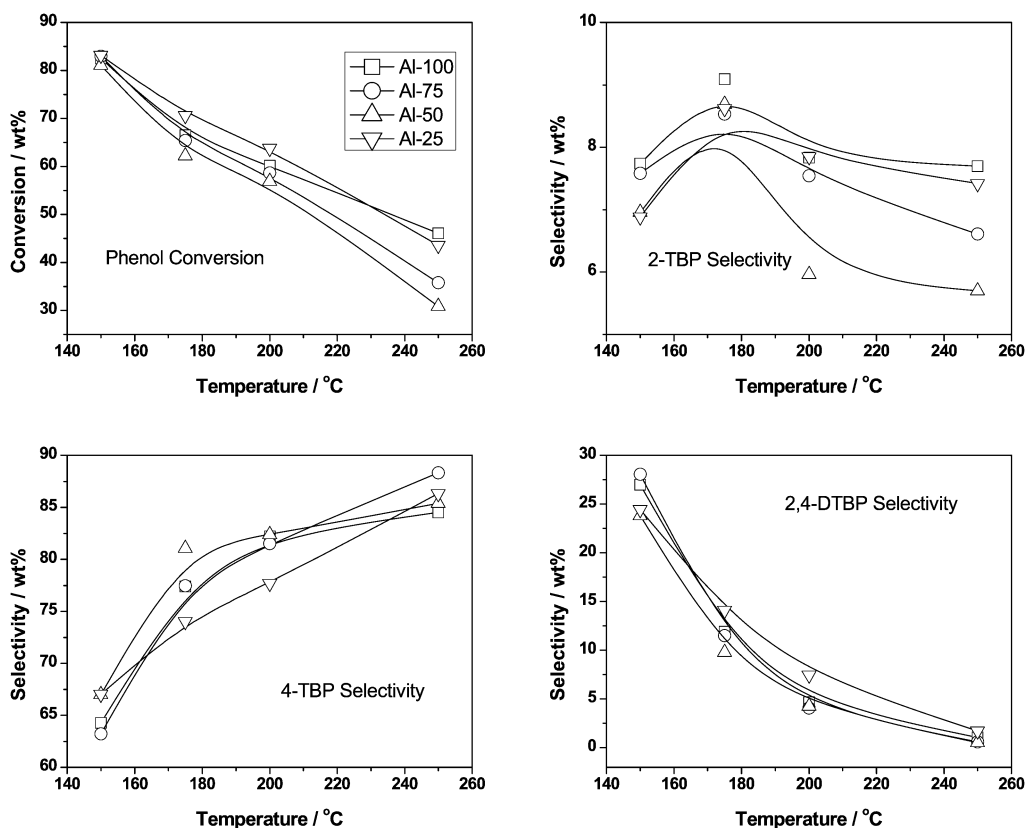 90
80
70
60
50
40
30
Conversion / wt%
Al-100
Al-75
Al-50
Al-25
Phenol Conversion
140 160 180 200 220 240 260
Temperature / °C
10
8
6
Selectivity / wt%
2-TBP Selectivity
140 160 180 200 220 240 260
Temperature / °C
90
85
80
75
70
65
60
Selectivity / wt%
4-TBP Selectivity
140 160 180 200 220 240 260
Temperature / °C
30
25
20
15
10
5
0
Selectivity / wt%
2,4-DTBP Selectivity
140 160 180 200 220 240 260
Temperature / °C